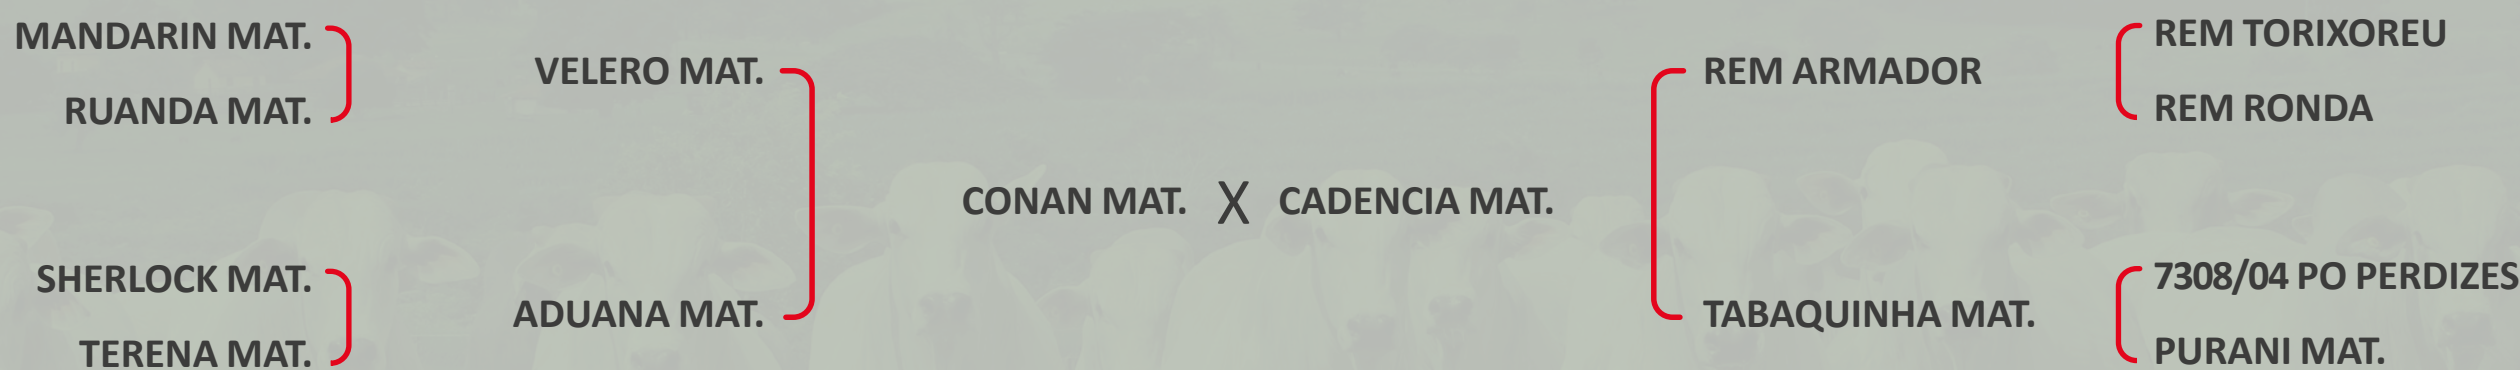 MANDARIN MAT.
RUANDA MAT.
VELERO MAT.
SHERLOCK MAT.
TERENA MAT.
ADUANA MAT.
CONAN MAT. X CADENCIA MAT.
REM ARMADOR
REM TORIXOREU
REM RONDA
TABAQUINHA MAT.
7308/04 PO PERDIZES
PURANI MAT.